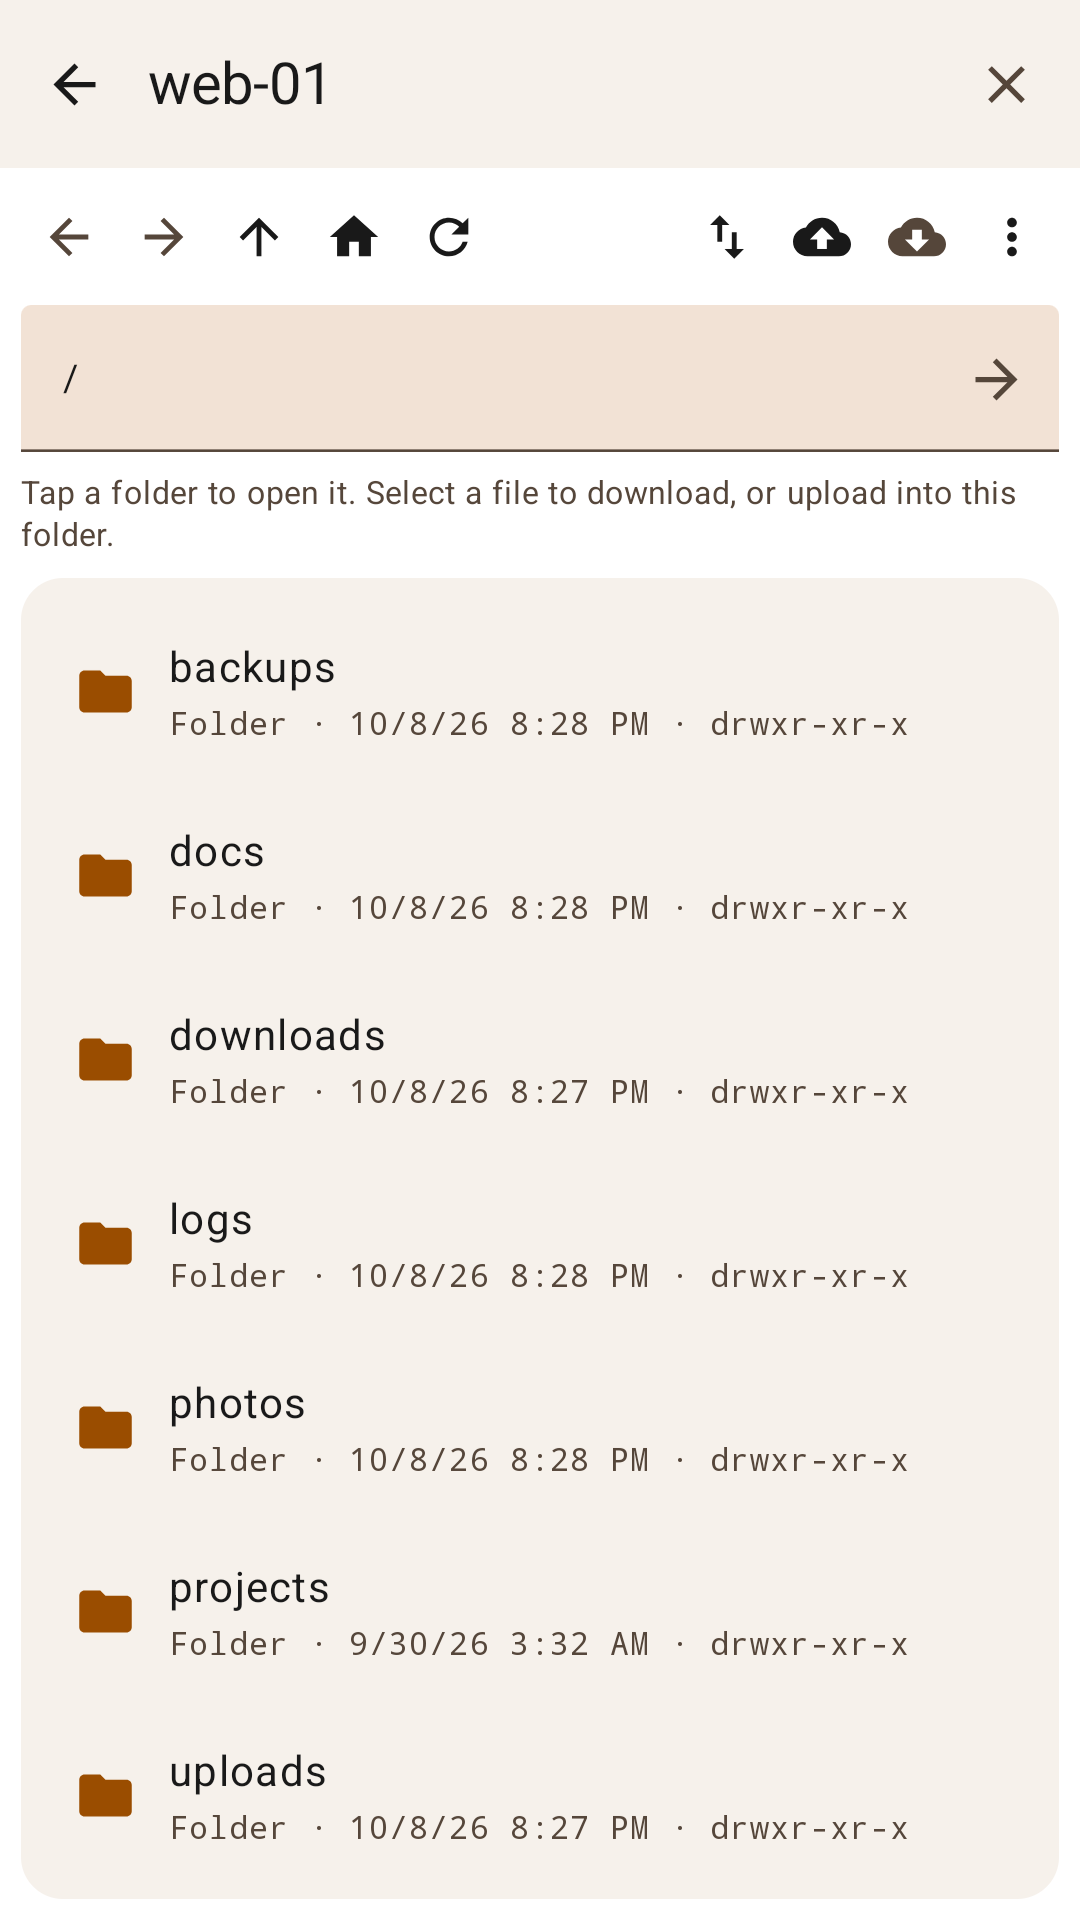 web-01
/
Tap a folder to open it. Select a file to download, or upload into this
folder.
backups
Folder · 10/8/26 8:28 PM · drwxr-xr-x
docs
Folder · 10/8/26 8:28 PM · drwxr-xr-x
downloads
Folder · 10/8/26 8:27 PM · drwxr-xr-x
logs
Folder · 10/8/26 8:28 PM · drwxr-xr-x
photos
Folder · 10/8/26 8:28 PM · drwxr-xr-x
projects
Folder · 9/30/26 3:32 AM · drwxr-xr-x
uploads
Folder · 10/8/26 8:27 PM · drwxr-xr-x